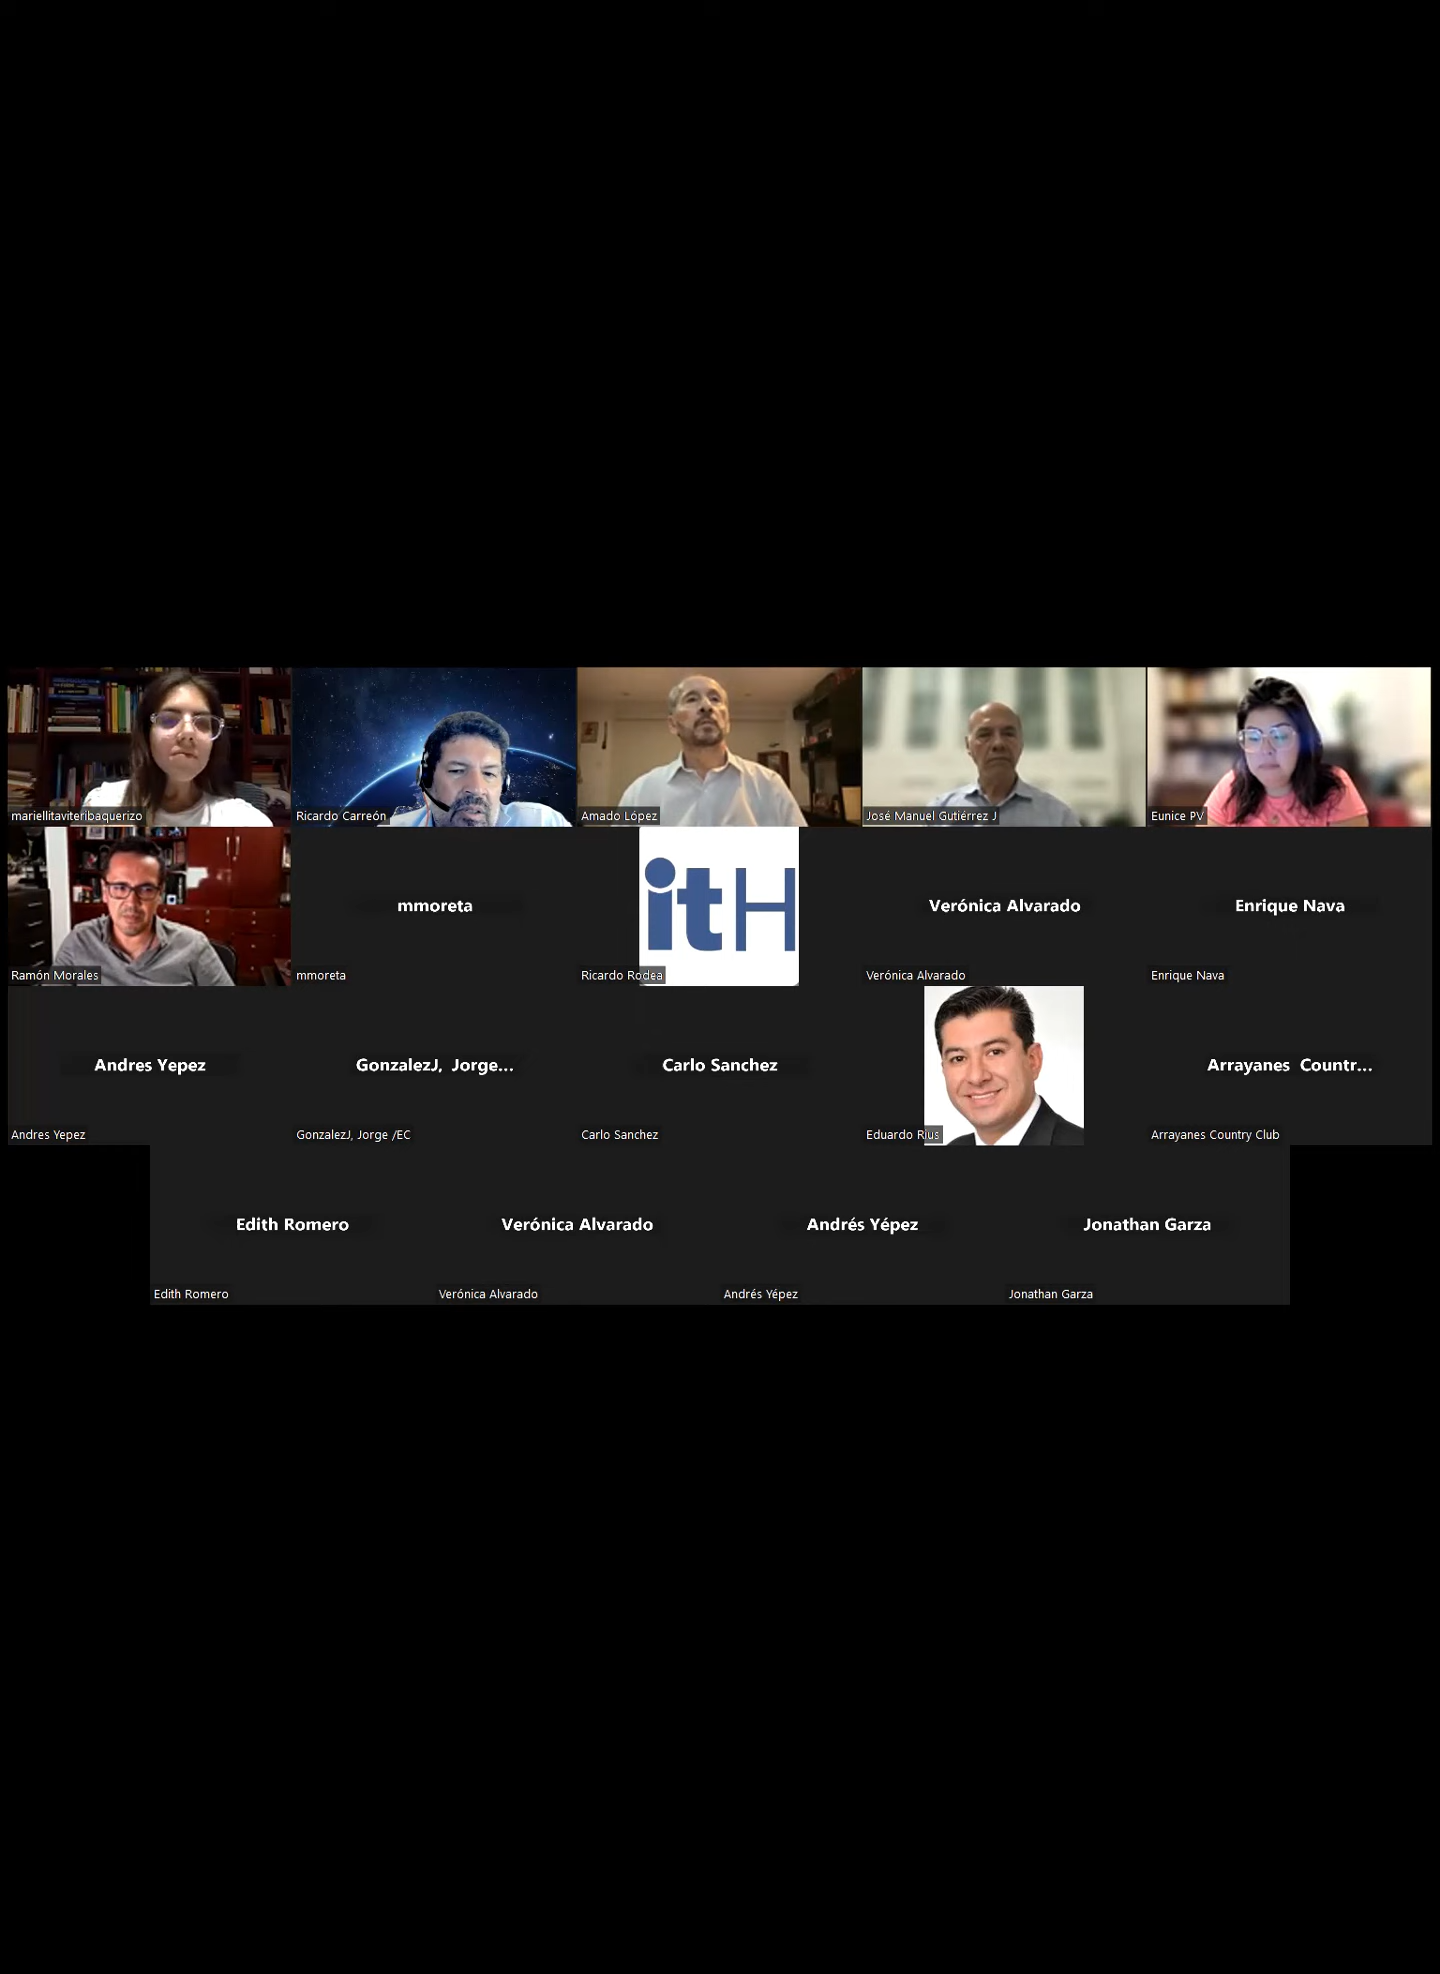 mariellitaviteribaquerizo
Ricardo Carreón
Amado López
José Manuel Gutiérrez J
Eunice PV
Ramón Morales
mmoreta
mmoreta
itH
Ricardo Rodea
Verónica Alvarado
Verónica Alvarado
Enrique Nava
Enrique Nava
Andres Yepez
Andres Yepez
GonzalezJ, Jorge...
GonzalezJ, Jorge /EC
Carlo Sanchez
Carlo Sanchez
Eduardo Rius
Arrayanes Countr...
Arrayanes Country Club
Edith Romero
Edith Romero
Verónica Alvarado
Verónica Alvarado
Andrés Yépez
Andrés Yépez
Jonathan Garza
Jonathan Garza